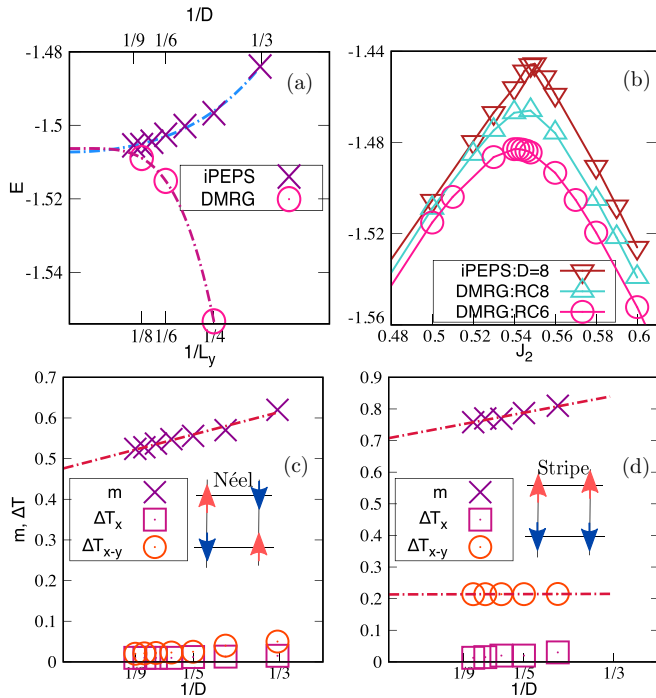 1/D
1/9 1/6 1/3
-1.48
-1.5
-1.52
-1.54
E
(a)
iPEPS
DMRG
1/8 1/6 1/4
1/L_y
-1.44
-1.48
-1.52
-1.56
(b)
iPEPS:D=8
DMRG:RC8
DMRG:RC6
0.48 0.5 0.52 0.54 0.56 0.58 0.6
J_2
0.7
0.6
0.5
0.4
0.3
0.2
0.1
0
m, ΔT
(c)
m
ΔT_x
ΔT_{x-y}
Néel
1/9 1/5 1/3
1/D
0.9
0.8
0.7
0.6
0.5
0.4
0.3
0.2
0.1
0
(d)
m
ΔT_x
ΔT_{x-y}
Stripe
1/9 1/5 1/3
1/D